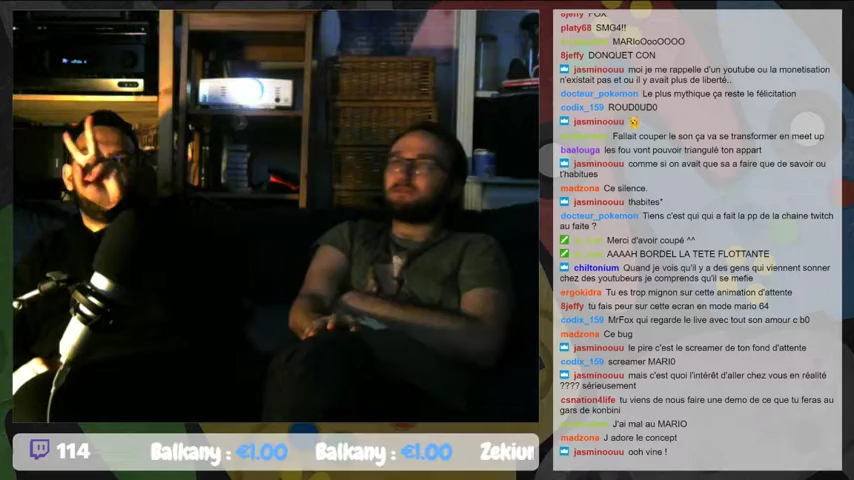 8jeffy FOX
platy68 SMG4!!
MARIoOooOOOO
8jeffy DONQUET CON
jasminoouu moi je me rappelle d'un youtube ou la monetisation
n'existait pas et ou il y avait plus de liberté..
docteur_pokemon Le plus mythique ça reste le félicitation
codix_159 ROUD0UD0
jasminoouu
Fallait couper le son ça va se transformer en meet up
baalouga les fou vont pouvoir triangulé ton appart
jasminoouu comme si on avait que sa a faire que de savoir ou
t'habitues
madzona Ce silence.
jasminoouu thabites*
docteur_pokemon Tiens c'est qui qui a fait la pp de la chaine twitch
au faite ?
Merci d'avoir coupé ^^
AAAAH BORDEL LA TETE FLOTTANTE
chiltonium Quand je vois qu'il y a des gens qui viennent sonner
chez des youtubeurs je comprends qu'il se mefie
ergokidra Tu es trop mignon sur cette animation d'attente
8jeffy tu fais peur sur cette ecran en mode mario 64
codix_159 MrFox qui regarde le live avec tout son amour c b0
madzona Ce bug
jasminoouu le pire c'est le screamer de ton fond d'attente
codix_159 screamer MARI0
jasminoouu mais c'est quoi l'intérêt d'aller chez vous en réalité
???? sérieusement
csnation4life tu viens de nous faire une demo de ce que tu feras au
gars de konbini
J'ai mal au MARIO
madzona J adore le concept
jasminoouu ooh vine !
114 Balkany : €1.00 Balkany : €1.00 Zekiur